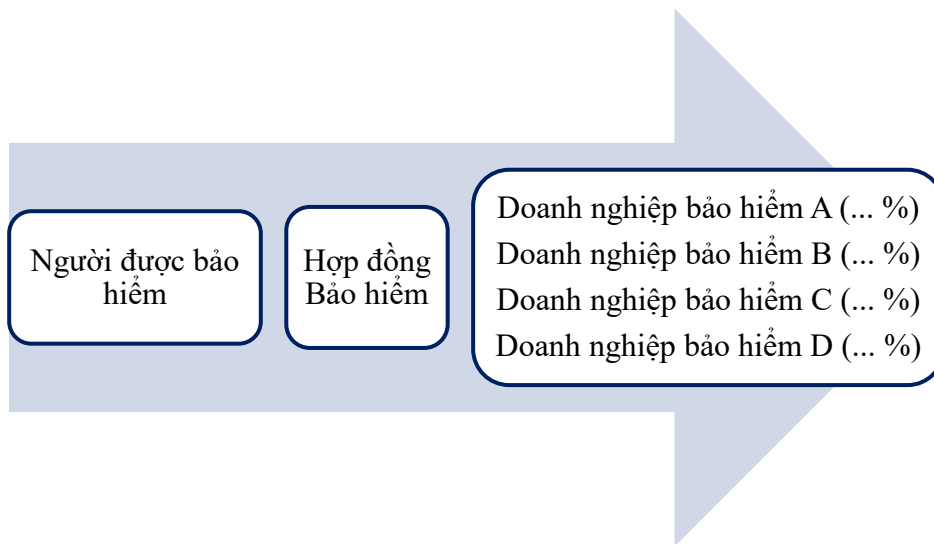 Người được bảo
hiểm
Hợp đồng
Bảo hiểm
Doanh nghiệp bảo hiểm A (... %)
Doanh nghiệp bảo hiểm B (... %)
Doanh nghiệp bảo hiểm C (... %)
Doanh nghiệp bảo hiểm D (... %)